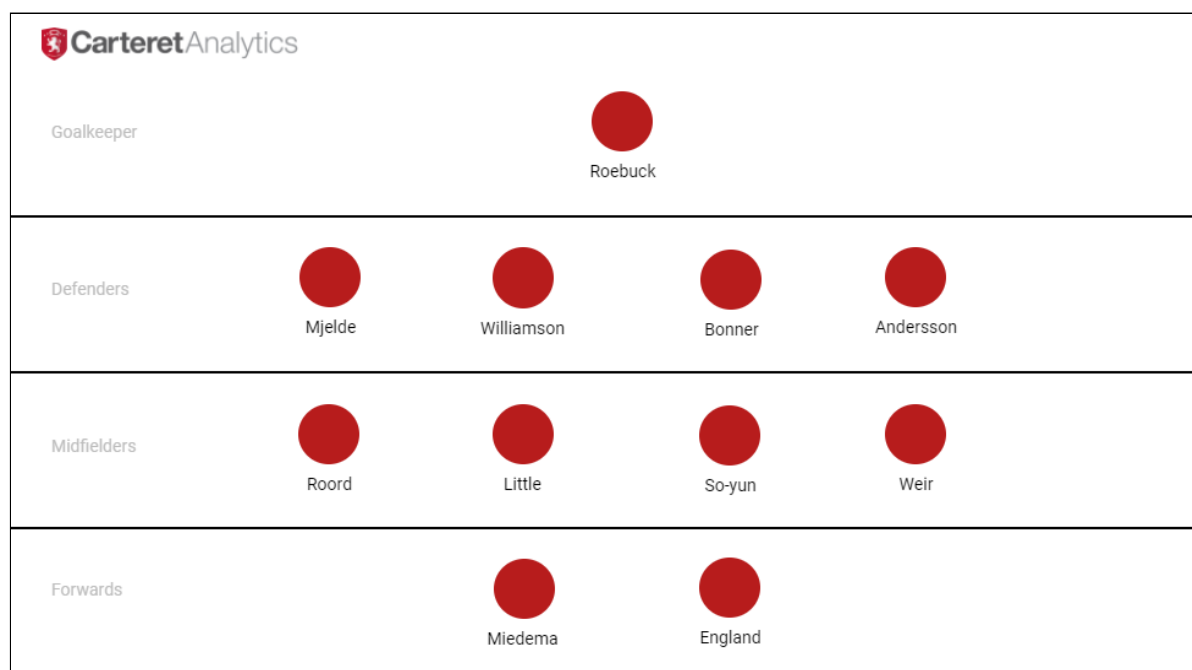 CarteretAnalytics
Goalkeeper
Roebuck
Defenders
Mjelde Williamson Bonner Andersson
Midfielders
Roord Little So-yun Weir
Forwards
Miedema England